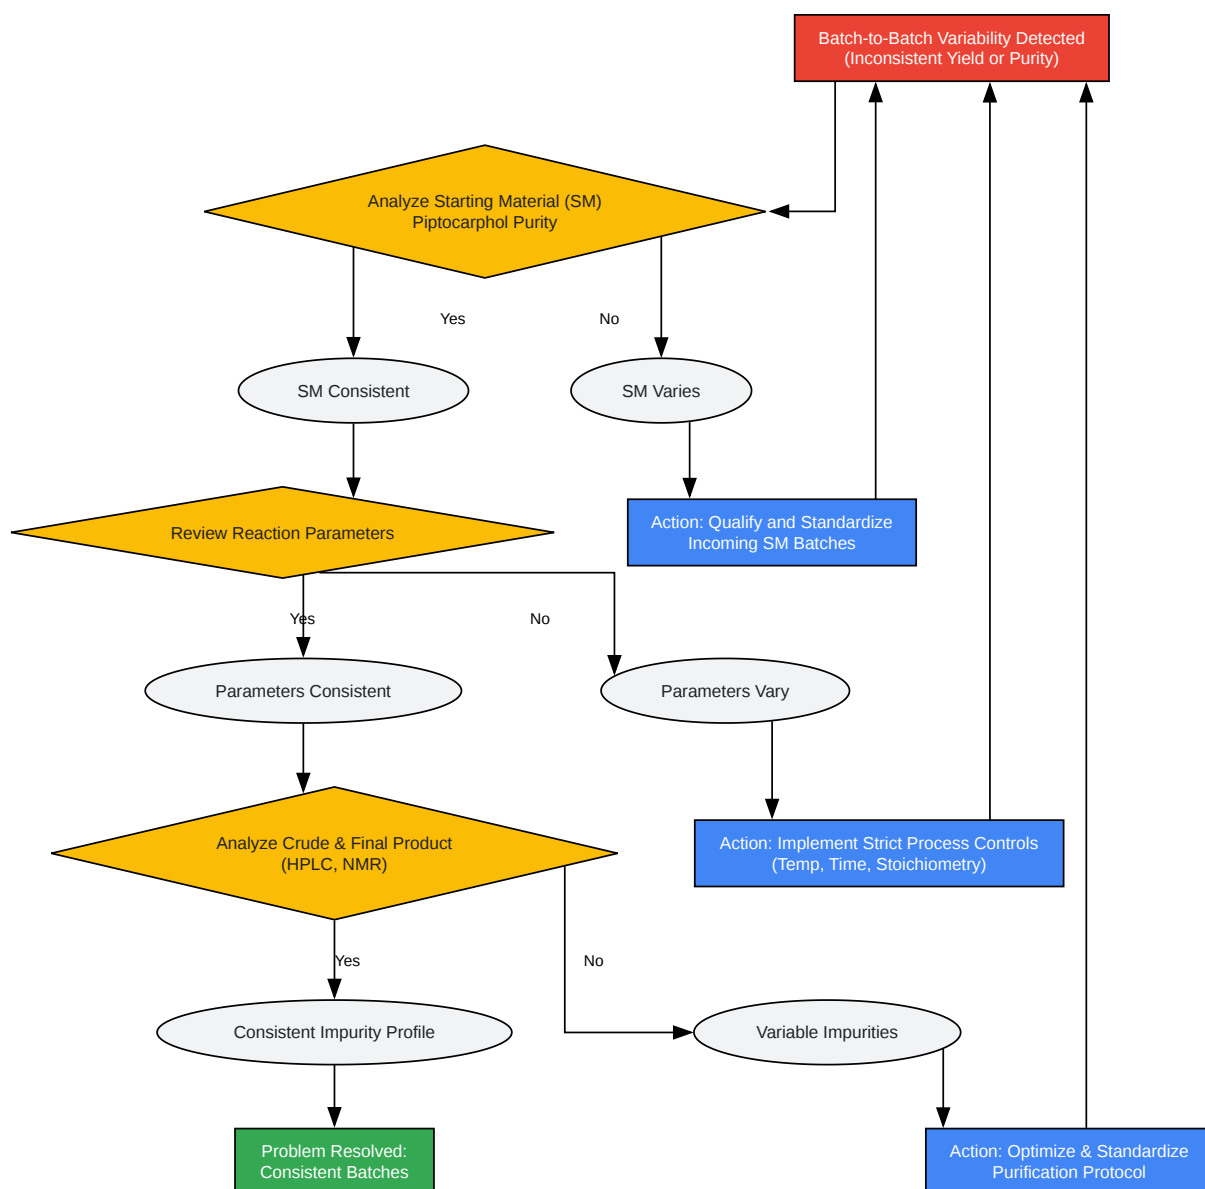 Batch-to-Batch Variability Detected
(Inconsistent Yield or Purity)
Analyze Starting Material (SM)
Piptocarphol Purity
Yes
No
SM Consistent
SM Varies
Review Reaction Parameters
Action: Qualify and Standardize
Incoming SM Batches
Yes
No
Parameters Consistent
Parameters Vary
Analyze Crude & Final Product
(HPLC, NMR)
Action: Implement Strict Process Controls
(Temp, Time, Stoichiometry)
Yes
No
Consistent Impurity Profile
Variable Impurities
Problem Resolved:
Consistent Batches
Action: Optimize & Standardize
Purification Protocol